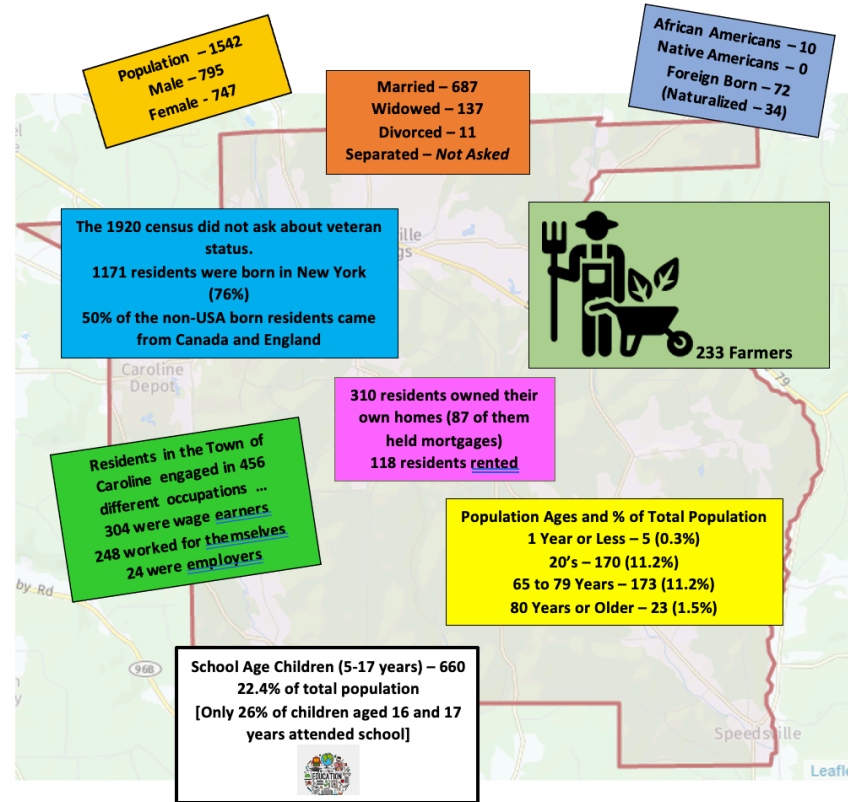 Population – 1542
Male – 795
Female - 747
Married – 687
Widowed – 137
Divorced – 11
Separated – Not Asked
African Americans – 10
Native Americans – 0
Foreign Born – 72
(Naturalized – 34)
The 1920 census did not ask about veteran
status.
1171 residents were born in New York
(76%)
50% of the non-USA born residents came
from Canada and England
ville
gs
233 Farmers
Caroline
Depot
79
310 residents owned their
own homes (87 of them
held mortgages)
118 residents rented
Residents in the Town of
Caroline engaged in 456
different occupations …
304 were wage earners
248 worked for themselves
24 were employers
Population Ages and % of Total Population
1 Year or Less – 5 (0.3%)
20's – 170 (11.2%)
65 to 79 Years – 173 (11.2%)
80 Years or Older – 23 (1.5%)
by Rd
96B
School Age Children (5-17 years) – 660
22.4% of total population
[Only 26% of children aged 16 and 17
years attended school]
EDUCATION
Speedsville
Leafle